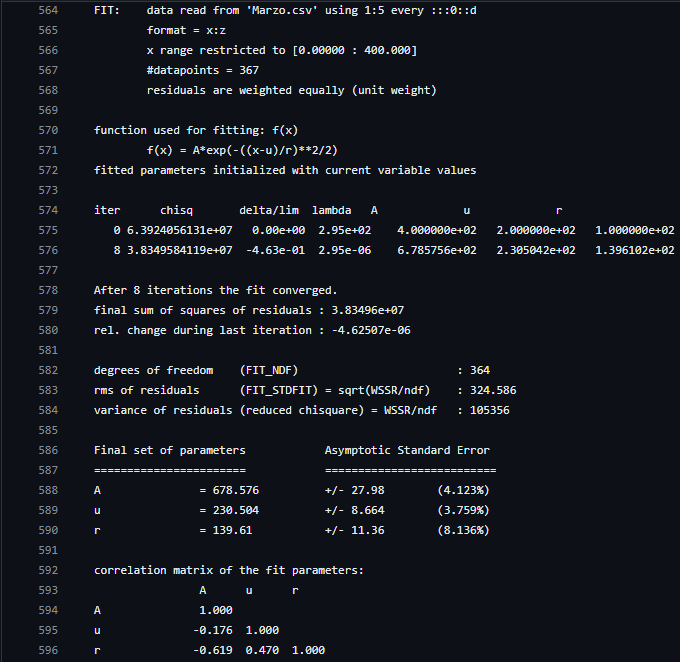 564 FIT:    data read from 'Marzo.csv' using 1:5 every :::0::d
565         format = x:z
566         x range restricted to [0.00000 : 400.000]
567         #datapoints = 367
568         residuals are weighted equally (unit weight)
569
570 function used for fitting: f(x)
571         f(x) = A*exp(-((x-u)/r)**2/2)
572 fitted parameters initialized with current variable values
573
574 iter      chisq       delta/lim  lambda   A             u             r
575    0 6.3924056131e+07   0.00e+00  2.95e+02    4.000000e+02   2.000000e+02   1.000000e+02
576    8 3.8349584119e+07  -4.63e-01  2.95e-06    6.785756e+02   2.305042e+02   1.396102e+02
577
578 After 8 iterations the fit converged.
579 final sum of squares of residuals : 3.83496e+07
580 rel. change during last iteration : -4.62507e-06
581
582 degrees of freedom    (FIT_NDF)                        : 364
583 rms of residuals      (FIT_STDFIT) = sqrt(WSSR/ndf)    : 324.586
584 variance of residuals (reduced chisquare) = WSSR/ndf   : 105356
585
586 Final set of parameters            Asymptotic Standard Error
587 =======================            ==========================
588 A               = 678.576          +/- 27.98        (4.123%)
589 u               = 230.504          +/- 8.664        (3.759%)
590 r               = 139.61           +/- 11.36        (8.136%)
591
592 correlation matrix of the fit parameters:
593                 A      u      r
594 A               1.000
595 u              -0.176  1.000
596 r              -0.619  0.470  1.000